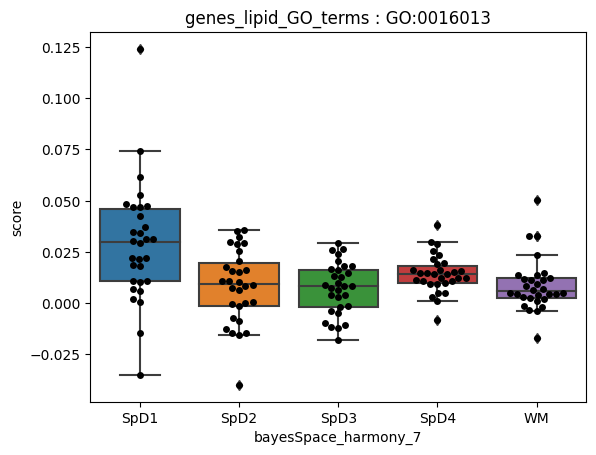 genes_lipid_GO_terms : GO:0016013
0.125
0.100
0.075
0.050
0.025
0.000
−0.025
score
SpD1 SpD2 SpD3 SpD4 WM
bayesSpace_harmony_7